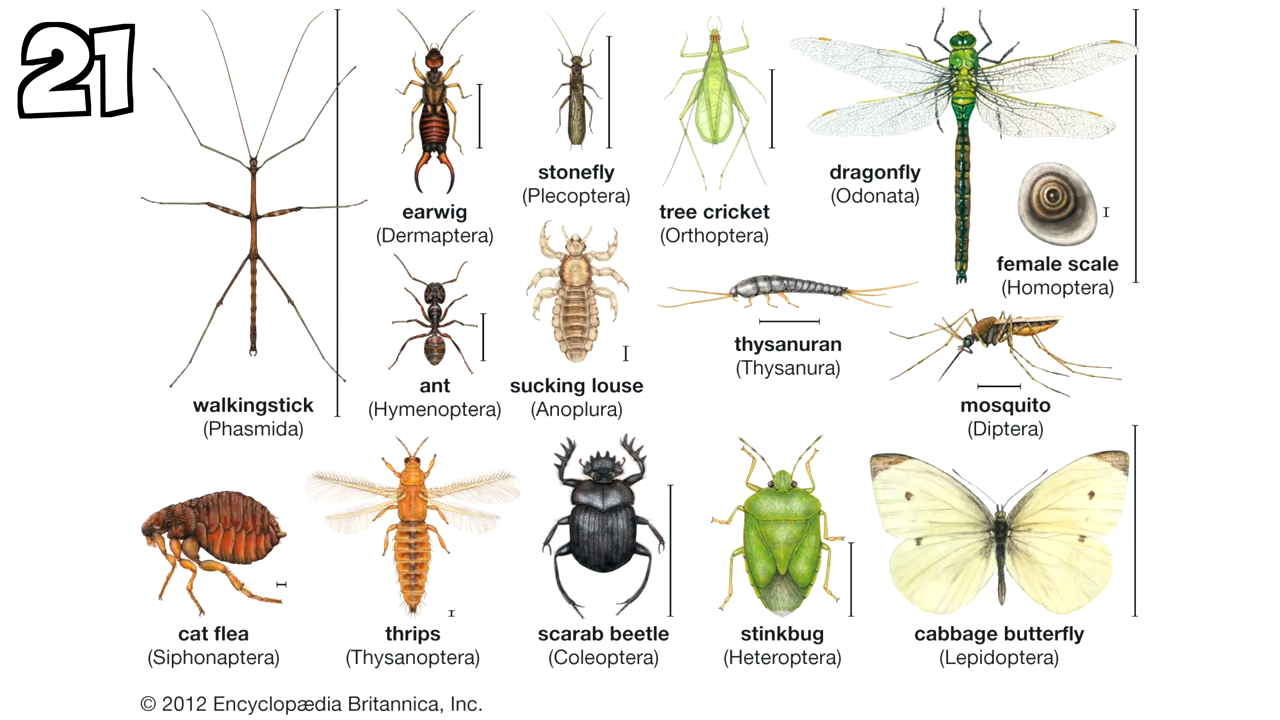 21
earwig
(Dermaptera)
stonefly
(Plecoptera)
tree cricket
(Orthoptera)
dragonfly
(Odonata)
female scale
(Homoptera)
walkingstick
(Phasmida)
ant
(Hymenoptera)
sucking louse
(Anoplura)
thysanuran
(Thysanura)
mosquito
(Diptera)
cat flea
(Siphonaptera)
thrips
(Thysanoptera)
scarab beetle
(Coleoptera)
stinkbug
(Heteroptera)
cabbage butterfly
(Lepidoptera)
© 2012 Encyclopædia Britannica, Inc.